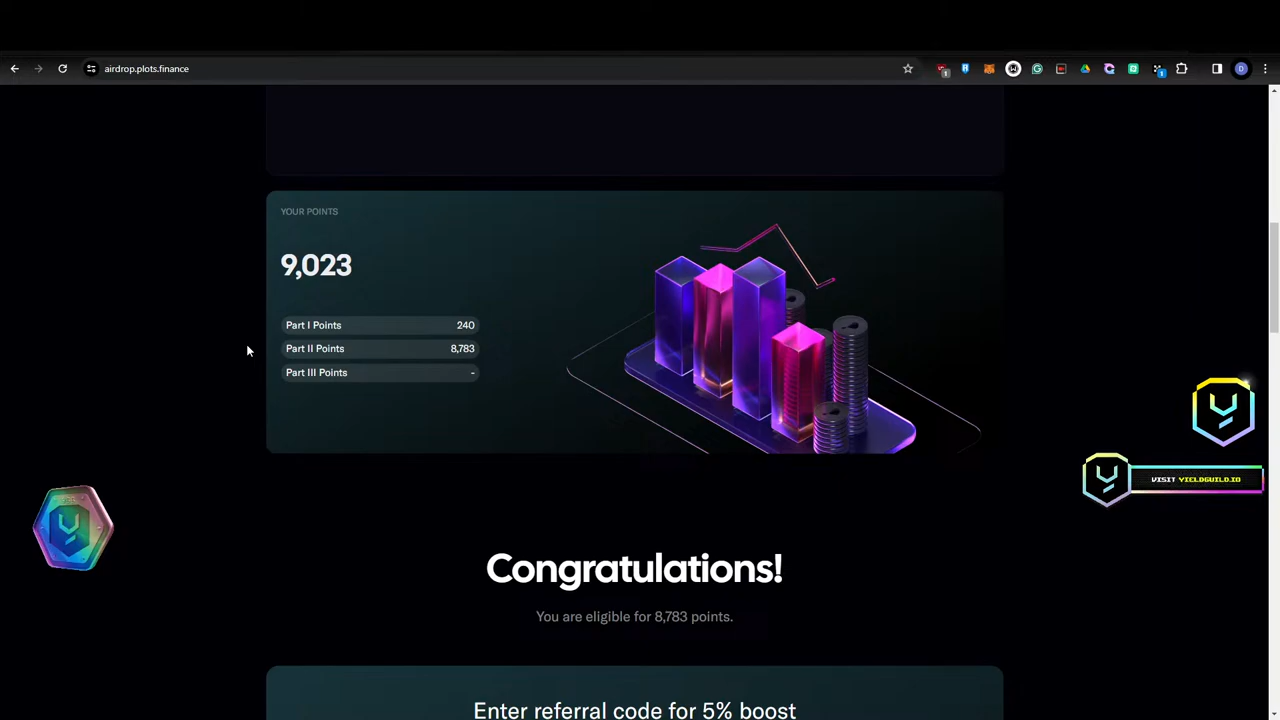 airdrop.plots.finance
YOUR POINTS
9,023
Part I Points 240
Part II Points 8,783
Part III Points -
VISIT YIELDGUILD.IO
Congratulations!
You are eligible for 8,783 points.
Enter referral code for 5% boost